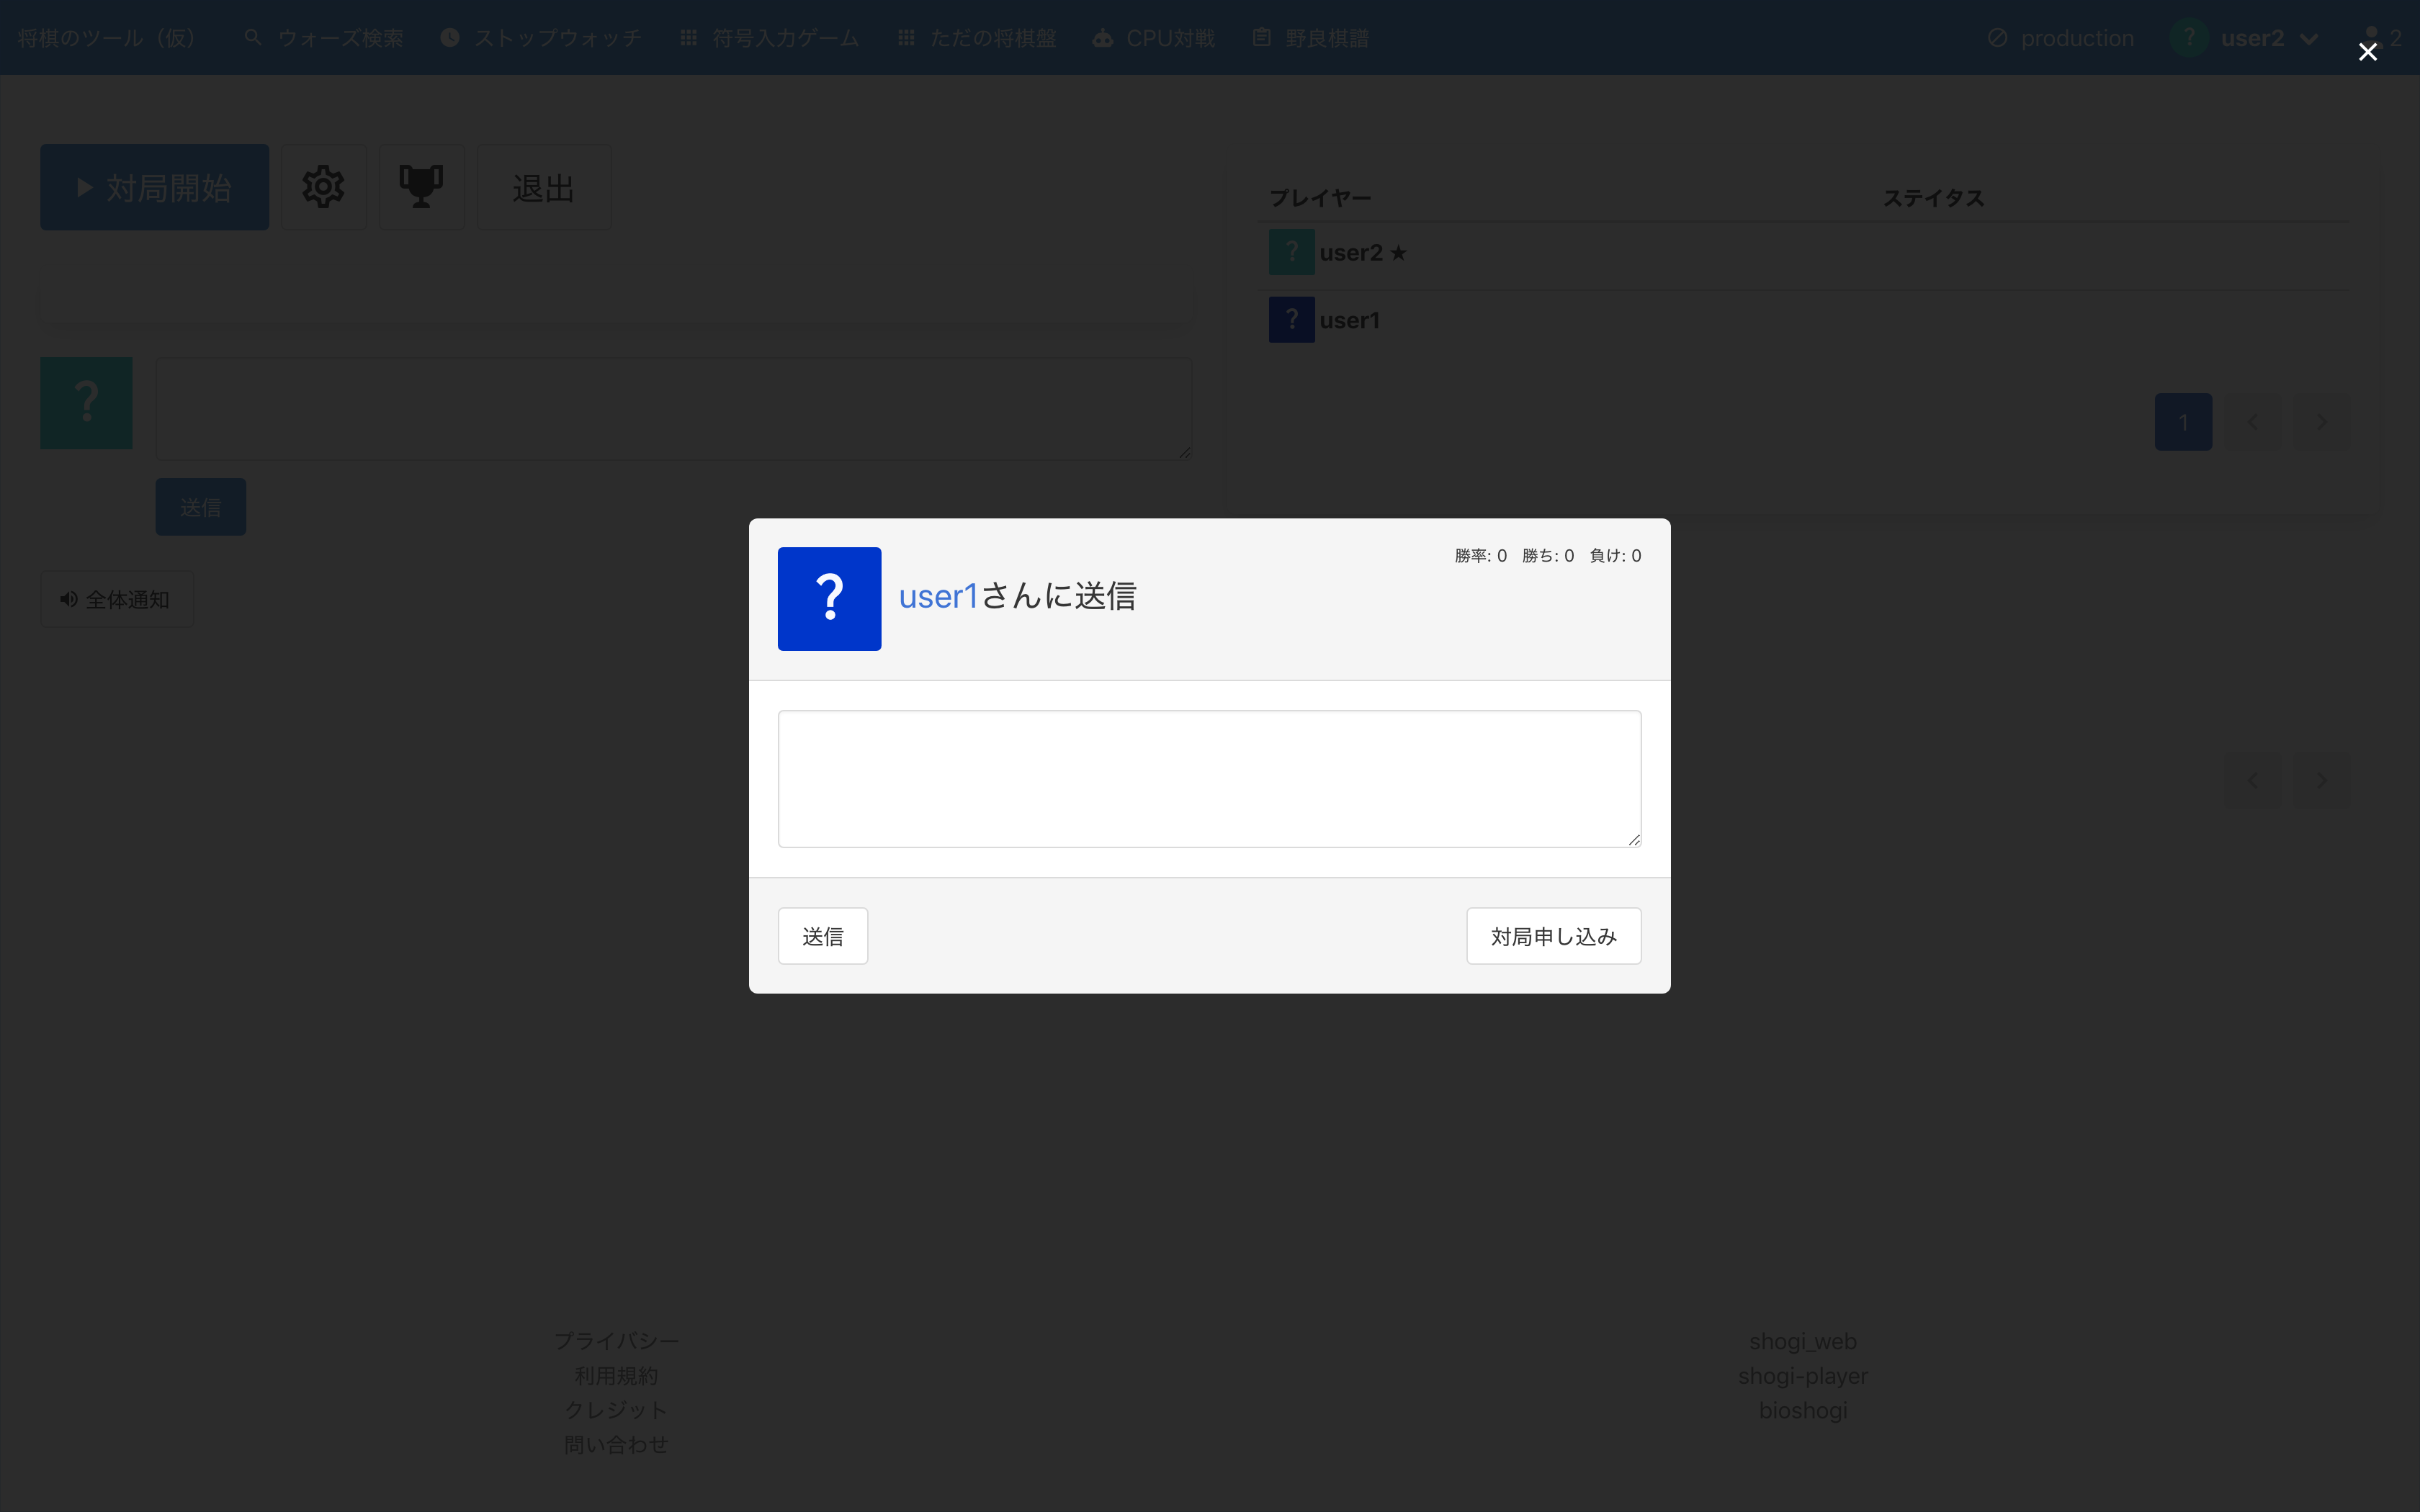 将棋のツール（仮） ウォーズ検索 ストップウォッチ 符号入力ゲーム ただの将棋盤 CPU対戦 野良棋譜 production ? user2 2
対局開始 退出
プレイヤー ステイタス
? user2 ★
? user1
?
1
送信
全体通知
勝率: 0 勝ち: 0 負け: 0
? user1さんに送信
送信 対局申し込み
プライバシー
利用規約
クレジット
問い合わせ
shogi_web
shogi-player
bioshogi